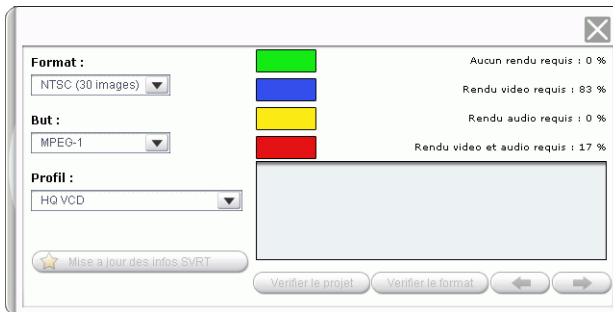 Format :
NTSC (30 images)
But :
MPEG-1
Profil :
HQ VCD
Mise a jour des infos SVRT
Aucun rendu requis : 0 %
Rendu video requis : 83 %
Rendu audio requis : 0 %
Rendu video et audio requis : 17 %
Verifier le projet
Verifier le format